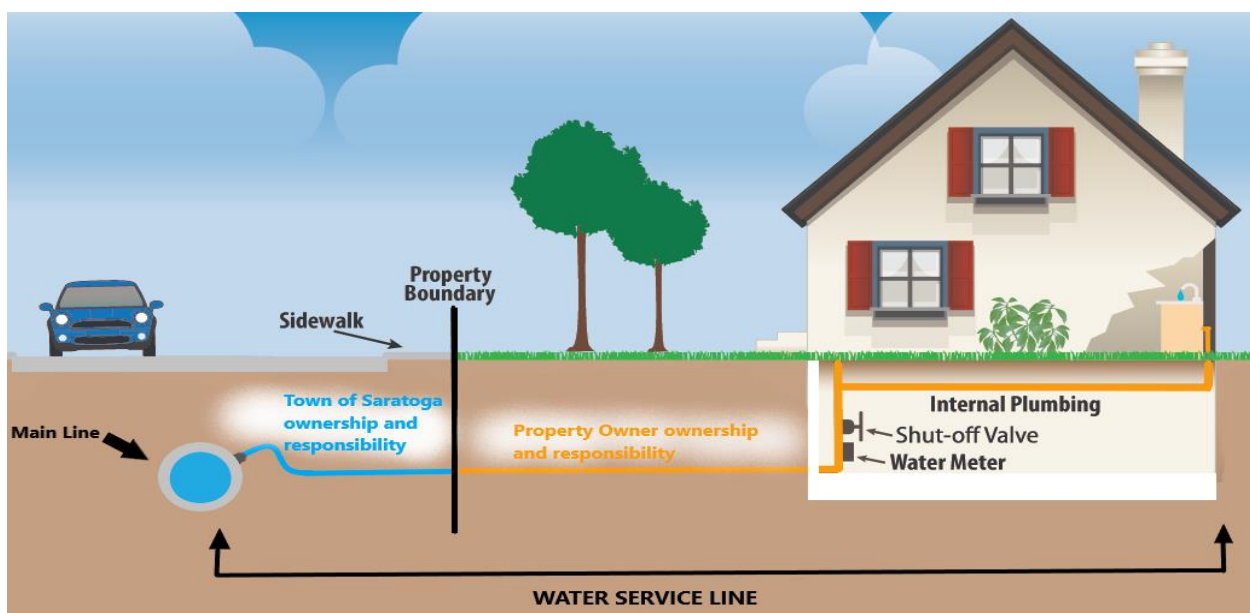 Property
Boundary
Sidewalk
Town of Saratoga
ownership and
responsibility
Main Line
Property Owner ownership
and responsibility
Internal Plumbing
Shut-off Valve
Water Meter
WATER SERVICE LINE